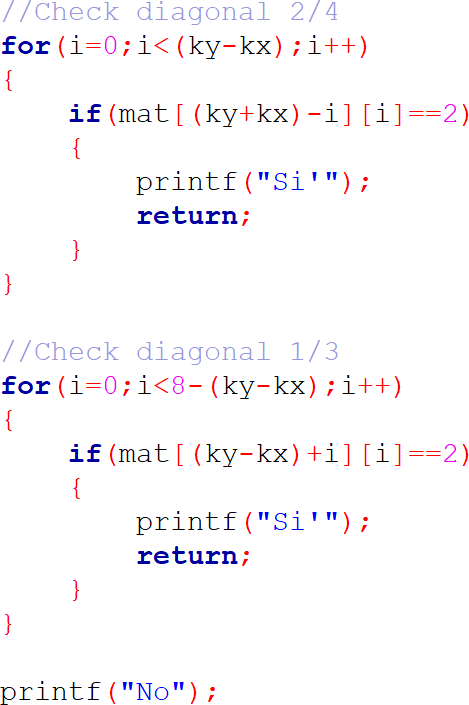 //Check diagonal 2/4
for(i=0;i<(ky-kx);i++)
{
    if(mat[(ky+kx)-i][i]==2)
    {
        printf("Si'");
        return;
    }
}

//Check diagonal 1/3
for(i=0;i<8-(ky-kx);i++)
{
    if(mat[(ky-kx)+i][i]==2)
    {
        printf("Si'");
        return;
    }
}

printf("No");